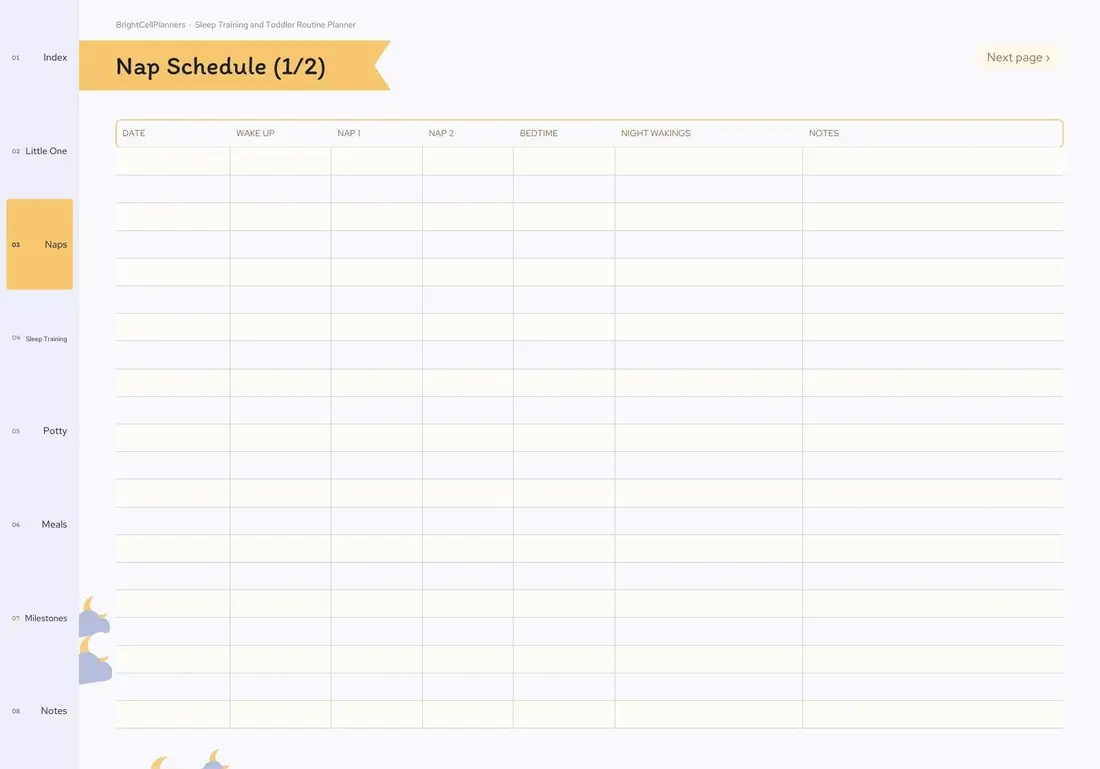 BrightCellPlanners · Sleep Training and Toddler Routine Planner
Nap Schedule (1/2)
Next page ›
01 Index
02 Little One
03 Naps
04 Sleep Training
05 Potty
06 Meals
07 Milestones
08 Notes
DATE WAKE UP NAP 1 NAP 2 BEDTIME NIGHT WAKINGS NOTES